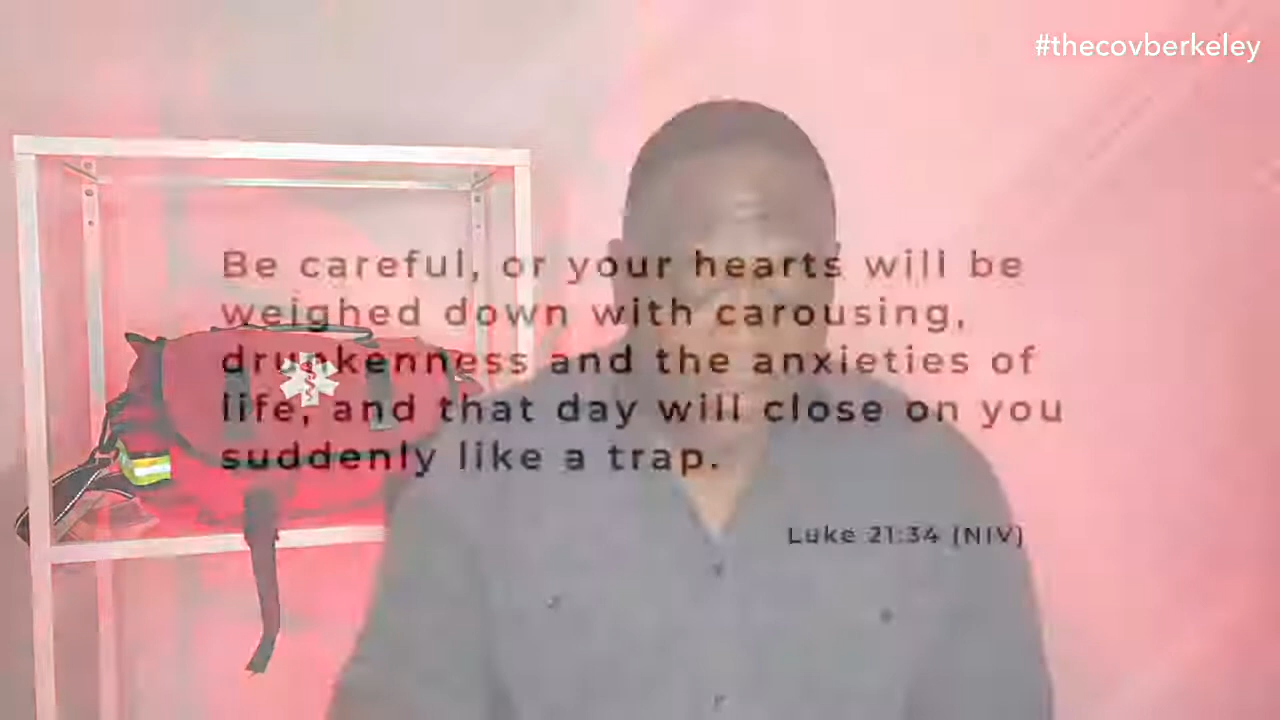 #thecovberkeley
Be careful, or your hearts will be
weighed down with carousing,
drunkenness and the anxieties of
life, and that day will close on you
suddenly like a trap.
Luke 21:34 (NIV)